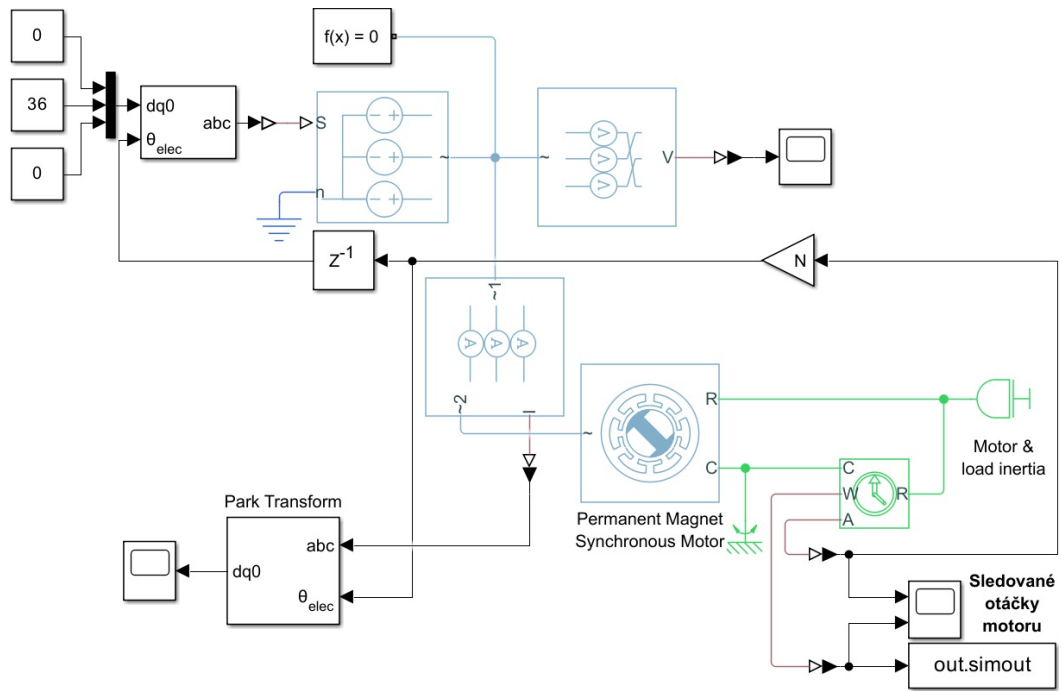 0
f(x) = 0
36
dq0
θelec
abc
S
~
n
~
V
0
Z-1
N
~1
~2
I
~
R
C
Motor &
load inertia
C
W
R
A
Permanent Magnet
Synchronous Motor
Park Transform
abc
dq0
θelec
Sledované
otáčky
motoru
out.simout